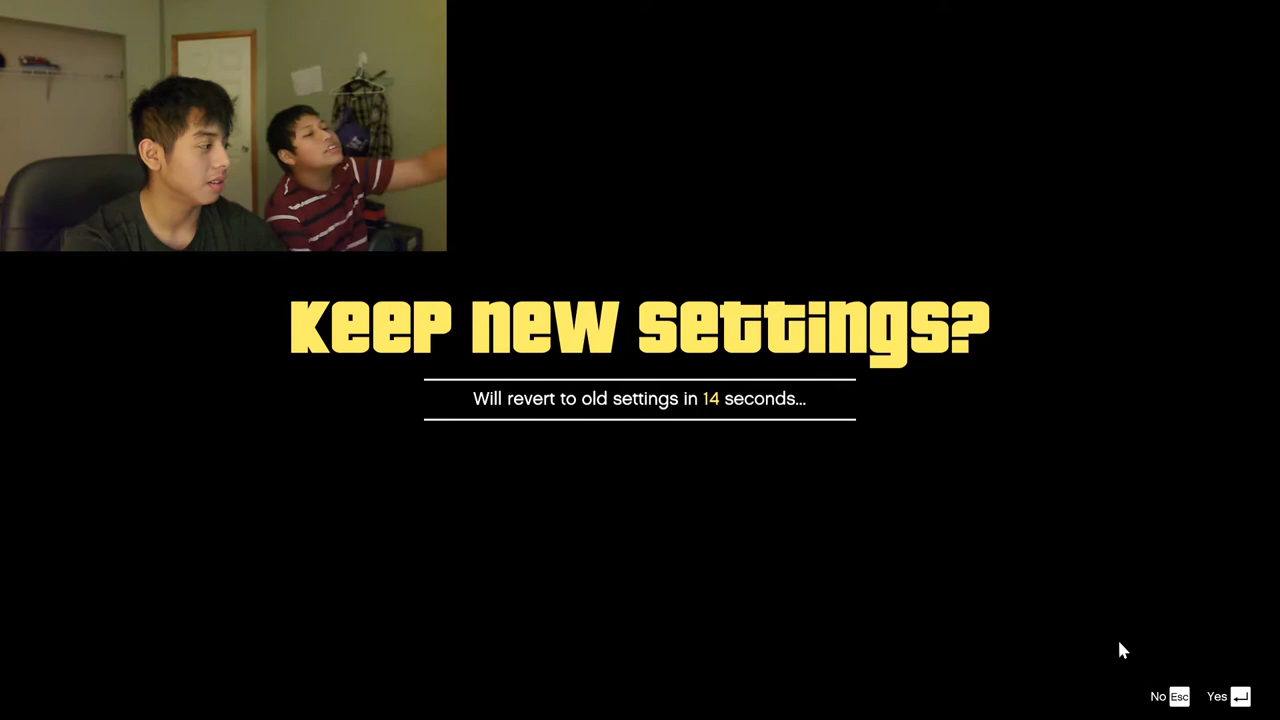 Keep new settings?
Will revert to old settings in 14 seconds...
No Esc Yes